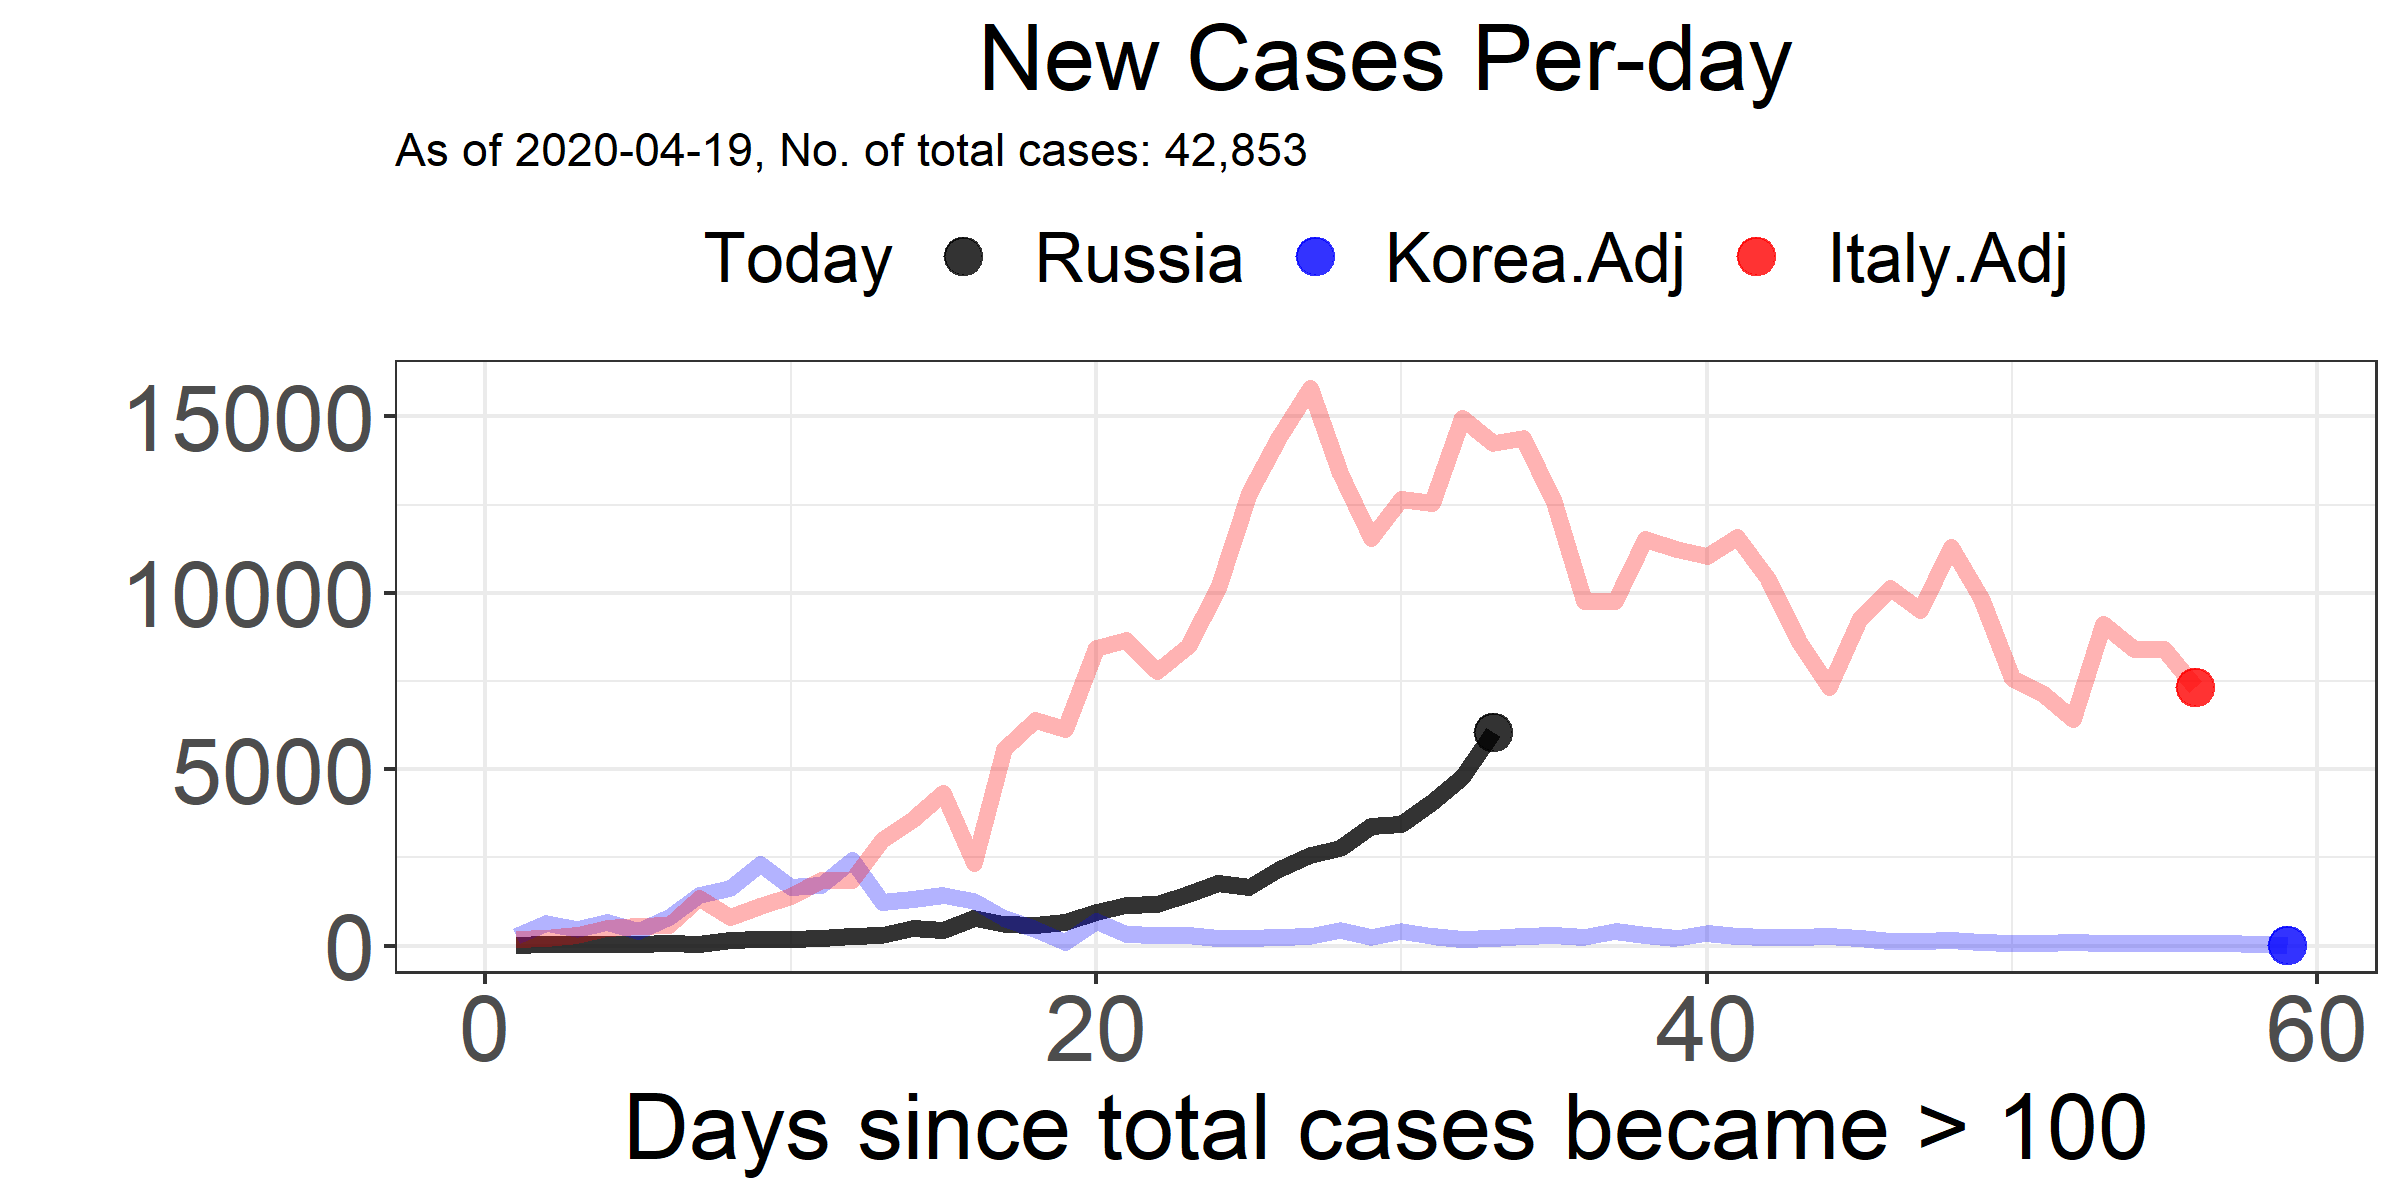 New Cases Per-day
As of 2020-04-19, No. of total cases: 42,853
Today Russia Korea.Adj Italy.Adj
15000
10000
5000
0
0 20 40 60
Days since total cases became > 100